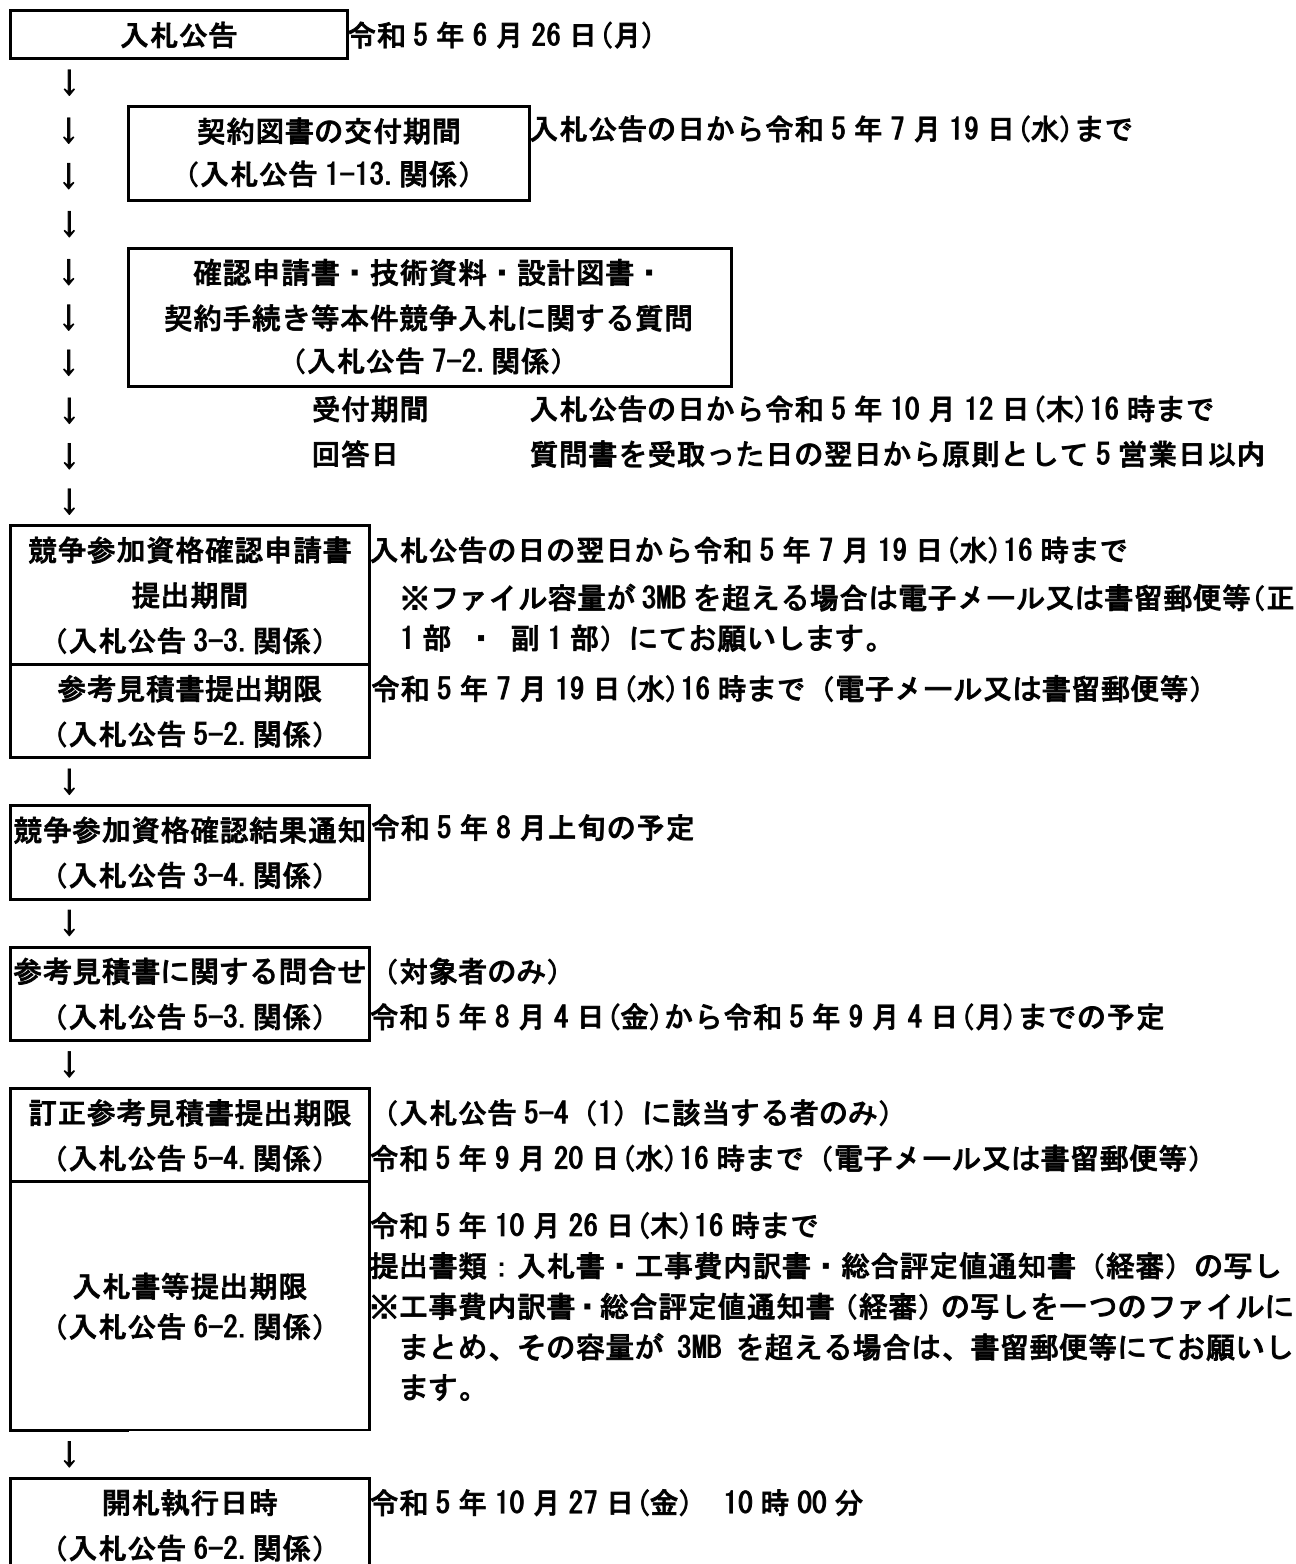 入札公告 令和5年6月26日(月)
↓
↓ 契約図書の交付期間 入札公告の日から令和5年7月19日(水)まで
↓ （入札公告1-13.関係）
↓
↓ 確認申請書・技術資料・設計図書・
↓ 契約手続き等本件競争入札に関する質問
↓ （入札公告7-2.関係）
↓ 受付期間 入札公告の日から令和5年10月12日(木)16時まで
↓ 回答日 質問書を受取った日の翌日から原則として5営業日以内
↓
競争参加資格確認申請書 入札公告の日の翌日から令和5年7月19日(水)16時まで
提出期間 ※ファイル容量が3MBを超える場合は電子メール又は書留郵便等(正
（入札公告3-3.関係） 1部 ・ 副1部）にてお願いします。
参考見積書提出期限 令和5年7月19日(水)16時まで（電子メール又は書留郵便等）
（入札公告5-2.関係）
↓
競争参加資格確認結果通知 令和5年8月上旬の予定
（入札公告3-4.関係）
↓
参考見積書に関する問合せ （対象者のみ）
（入札公告5-3.関係） 令和5年8月4日(金)から令和5年9月4日(月)までの予定
↓
訂正参考見積書提出期限 （入札公告5-4（1）に該当する者のみ）
（入札公告5-4.関係） 令和5年9月20日(水)16時まで（電子メール又は書留郵便等）
令和5年10月26日(木)16時まで
提出書類：入札書・工事費内訳書・総合評定値通知書（経審）の写し
入札書等提出期限 ※工事費内訳書・総合評定値通知書（経審）の写しを一つのファイルに
（入札公告6-2.関係） まとめ、その容量が 3MB を超える場合は、書留郵便等にてお願いし
ます。
↓
開札執行日時 令和5年10月27日(金) 10時00分
（入札公告6-2.関係）